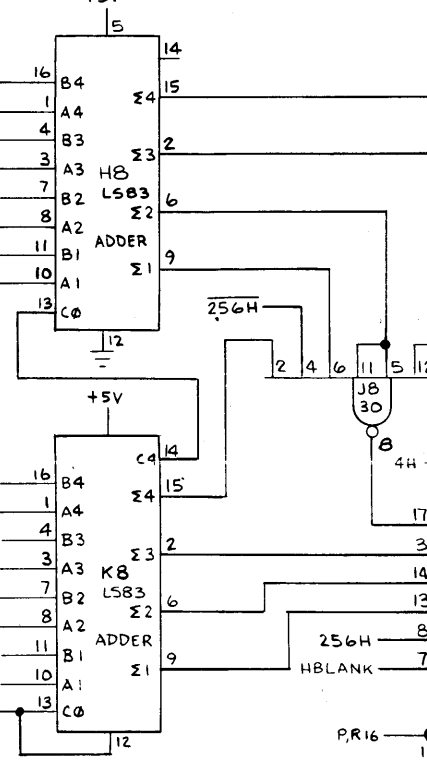 5
14
16 B4 Σ4 15
1 A4
4 B3 Σ3 2
3 A3 H8
7 B2 LS83 Σ2 6
8 A2 ADDER
11 B1 Σ1 9
10 A1
13 C0 256H
12
2 4 6 11 5 12
J8
30
8
+5V
14
C4
16 B4 15
Σ4
1 A4
4H
17
4 B3 Σ3 2 3
3 A3 K8
7 B2 LS83 Σ2 6 14
8 A2 13
ADDER 256H 8
11 B1 Σ1 9 HBLANK 7
10 A1
13 C0
12
P,R16
1